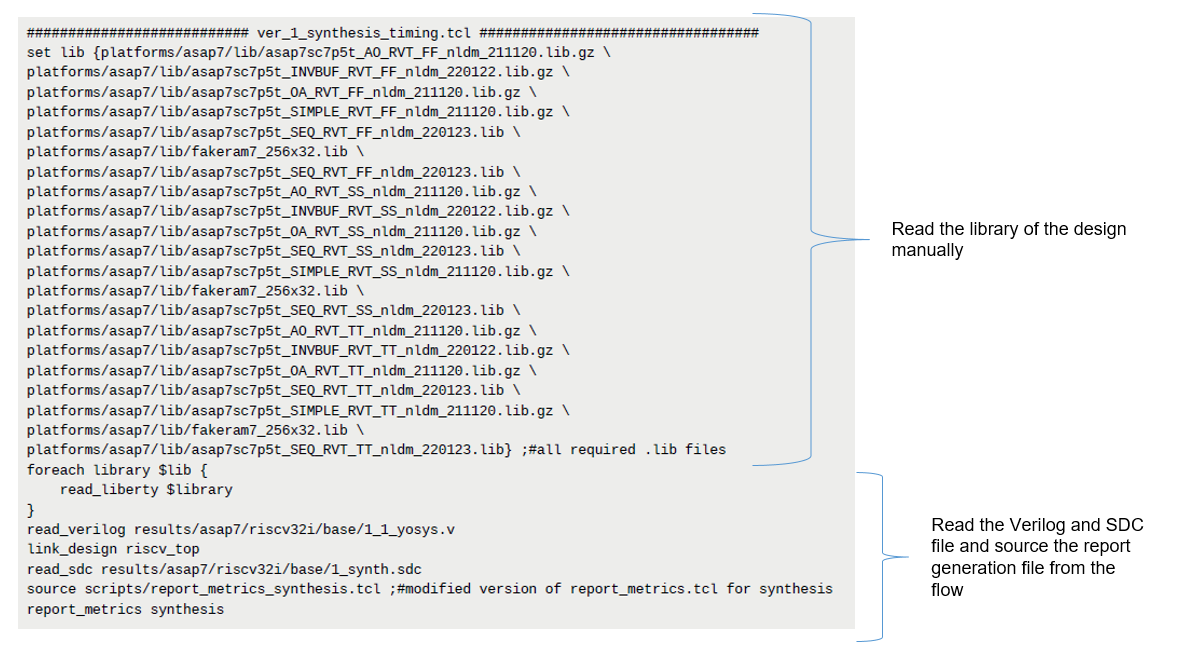 ########################### ver_1_synthesis_timing.tcl ##################################
set lib {platforms/asap7/lib/asap7sc7p5t_AO_RVT_FF_nldm_211120.lib.gz \
platforms/asap7/lib/asap7sc7p5t_INVBUF_RVT_FF_nldm_220122.lib.gz \
platforms/asap7/lib/asap7sc7p5t_OA_RVT_FF_nldm_211120.lib.gz \
platforms/asap7/lib/asap7sc7p5t_SIMPLE_RVT_FF_nldm_211120.lib.gz \
platforms/asap7/lib/asap7sc7p5t_SEQ_RVT_FF_nldm_220123.lib \
platforms/asap7/lib/fakeram7_256x32.lib \
platforms/asap7/lib/asap7sc7p5t_SEQ_RVT_FF_nldm_220123.lib \
platforms/asap7/lib/asap7sc7p5t_AO_RVT_SS_nldm_211120.lib.gz \
platforms/asap7/lib/asap7sc7p5t_INVBUF_RVT_SS_nldm_220122.lib.gz \
platforms/asap7/lib/asap7sc7p5t_OA_RVT_SS_nldm_211120.lib.gz \
platforms/asap7/lib/asap7sc7p5t_SEQ_RVT_SS_nldm_220123.lib \
platforms/asap7/lib/asap7sc7p5t_SIMPLE_RVT_SS_nldm_211120.lib.gz \
platforms/asap7/lib/fakeram7_256x32.lib \
platforms/asap7/lib/asap7sc7p5t_SEQ_RVT_SS_nldm_220123.lib \
platforms/asap7/lib/asap7sc7p5t_AO_RVT_TT_nldm_211120.lib.gz \
platforms/asap7/lib/asap7sc7p5t_INVBUF_RVT_TT_nldm_220122.lib.gz \
platforms/asap7/lib/asap7sc7p5t_OA_RVT_TT_nldm_211120.lib.gz \
platforms/asap7/lib/asap7sc7p5t_SEQ_RVT_TT_nldm_220123.lib \
platforms/asap7/lib/asap7sc7p5t_SIMPLE_RVT_TT_nldm_211120.lib.gz \
platforms/asap7/lib/fakeram7_256x32.lib \
platforms/asap7/lib/asap7sc7p5t_SEQ_RVT_TT_nldm_220123.lib} ;#all required .lib files
foreach library $lib {
    read_liberty $library
}
read_verilog results/asap7/riscv32i/base/1_1_yosys.v
link_design riscv_top
read_sdc results/asap7/riscv32i/base/1_synth.sdc
source scripts/report_metrics_synthesis.tcl ;#modified version of report_metrics.tcl for synthesis
report_metrics synthesis
Read the library of the design
manually
Read the Verilog and SDC
file and source the report
generation file from the
flow